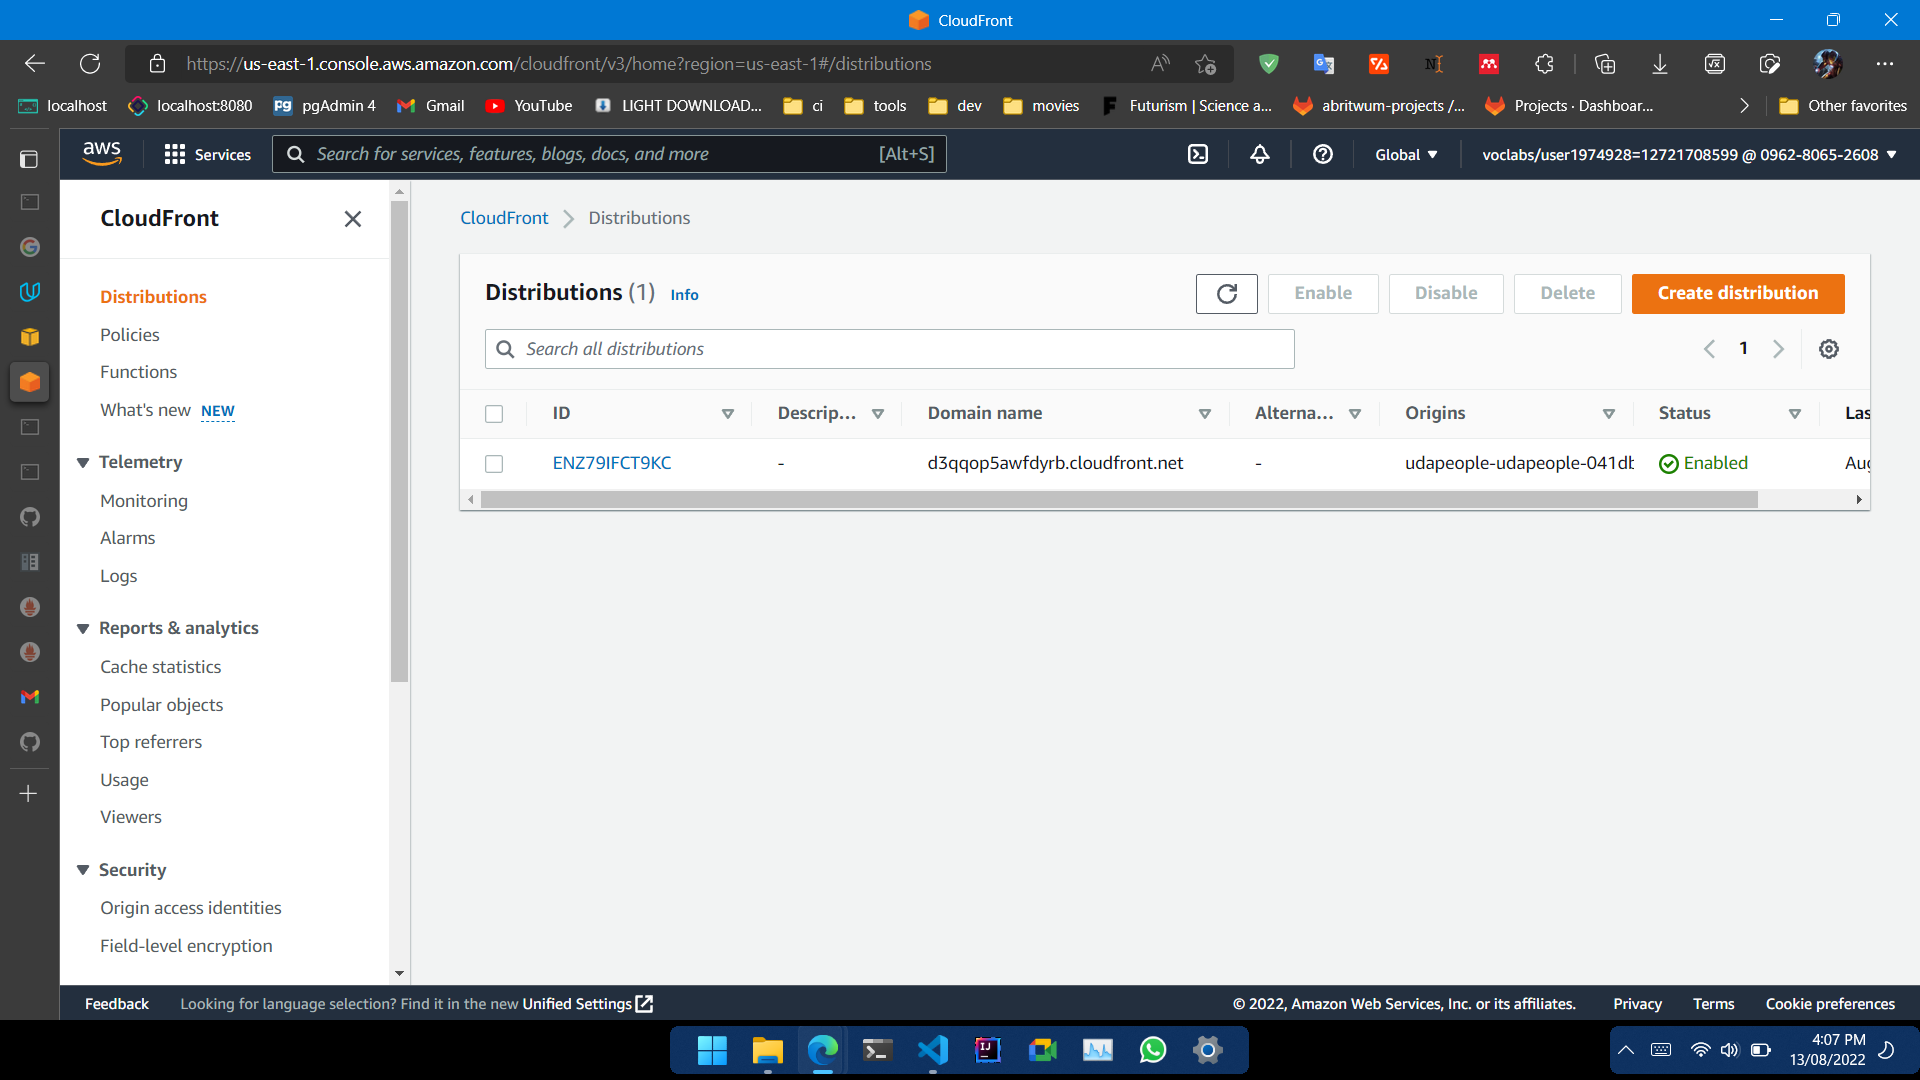 CloudFront
https://us-east-1.console.aws.amazon.com/cloudfront/v3/home?region=us-east-1#/distributions
localhost localhost:8080 pgAdmin 4 Gmail YouTube LIGHT DOWNLOAD... ci tools dev movies Futurism | Science a... abritwum-projects /... Projects · Dashboar... Other favorites
aws Services Search for services, features, blogs, docs, and more [Alt+S] Global voclabs/user1974928=12721708599 @ 0962-8065-2608
CloudFront
Distributions
Policies
Functions
What's new NEW
Telemetry
Monitoring
Alarms
Logs
Reports & analytics
Cache statistics
Popular objects
Top referrers
Usage
Viewers
Security
Origin access identities
Field-level encryption
CloudFront Distributions
Distributions (1) Info Enable Disable Delete Create distribution
Search all distributions 1
ID Descrip... Domain name Alterna... Origins Status Las
ENZ79IFCT9KC - d3qqop5awfdyrb.cloudfront.net - udapeople-udapeople-041db Enabled Aug
Feedback Looking for language selection? Find it in the new Unified Settings © 2022, Amazon Web Services, Inc. or its affiliates. Privacy Terms Cookie preferences
4:07 PM
13/08/2022